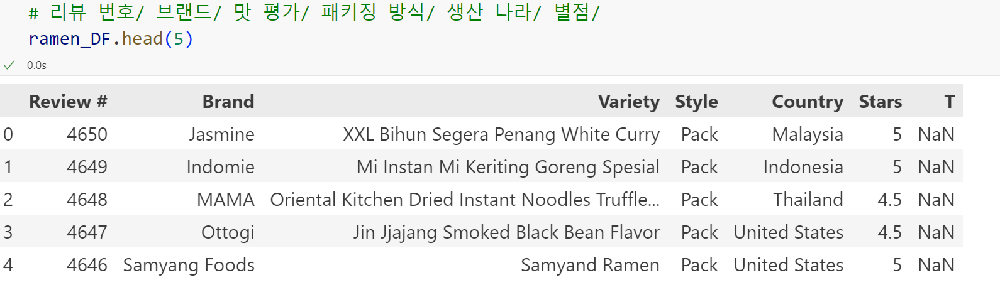 # 리뷰 번호/ 브랜드/ 맛 평가/ 패키징 방식/ 생산 나라/ 별점/
ramen_DF.head(5)
✓ 0.0s
Review # Brand Variety Style Country Stars T
0 4650 Jasmine XXL Bihun Segera Penang White Curry Pack Malaysia 5 NaN
1 4649 Indomie Mi Instan Mi Keriting Goreng Spesial Pack Indonesia 5 NaN
2 4648 MAMA Oriental Kitchen Dried Instant Noodles Truffle... Pack Thailand 4.5 NaN
3 4647 Ottogi Jin Jjajang Smoked Black Bean Flavor Pack United States 4.5 NaN
4 4646 Samyang Foods Samyand Ramen Pack United States 5 NaN